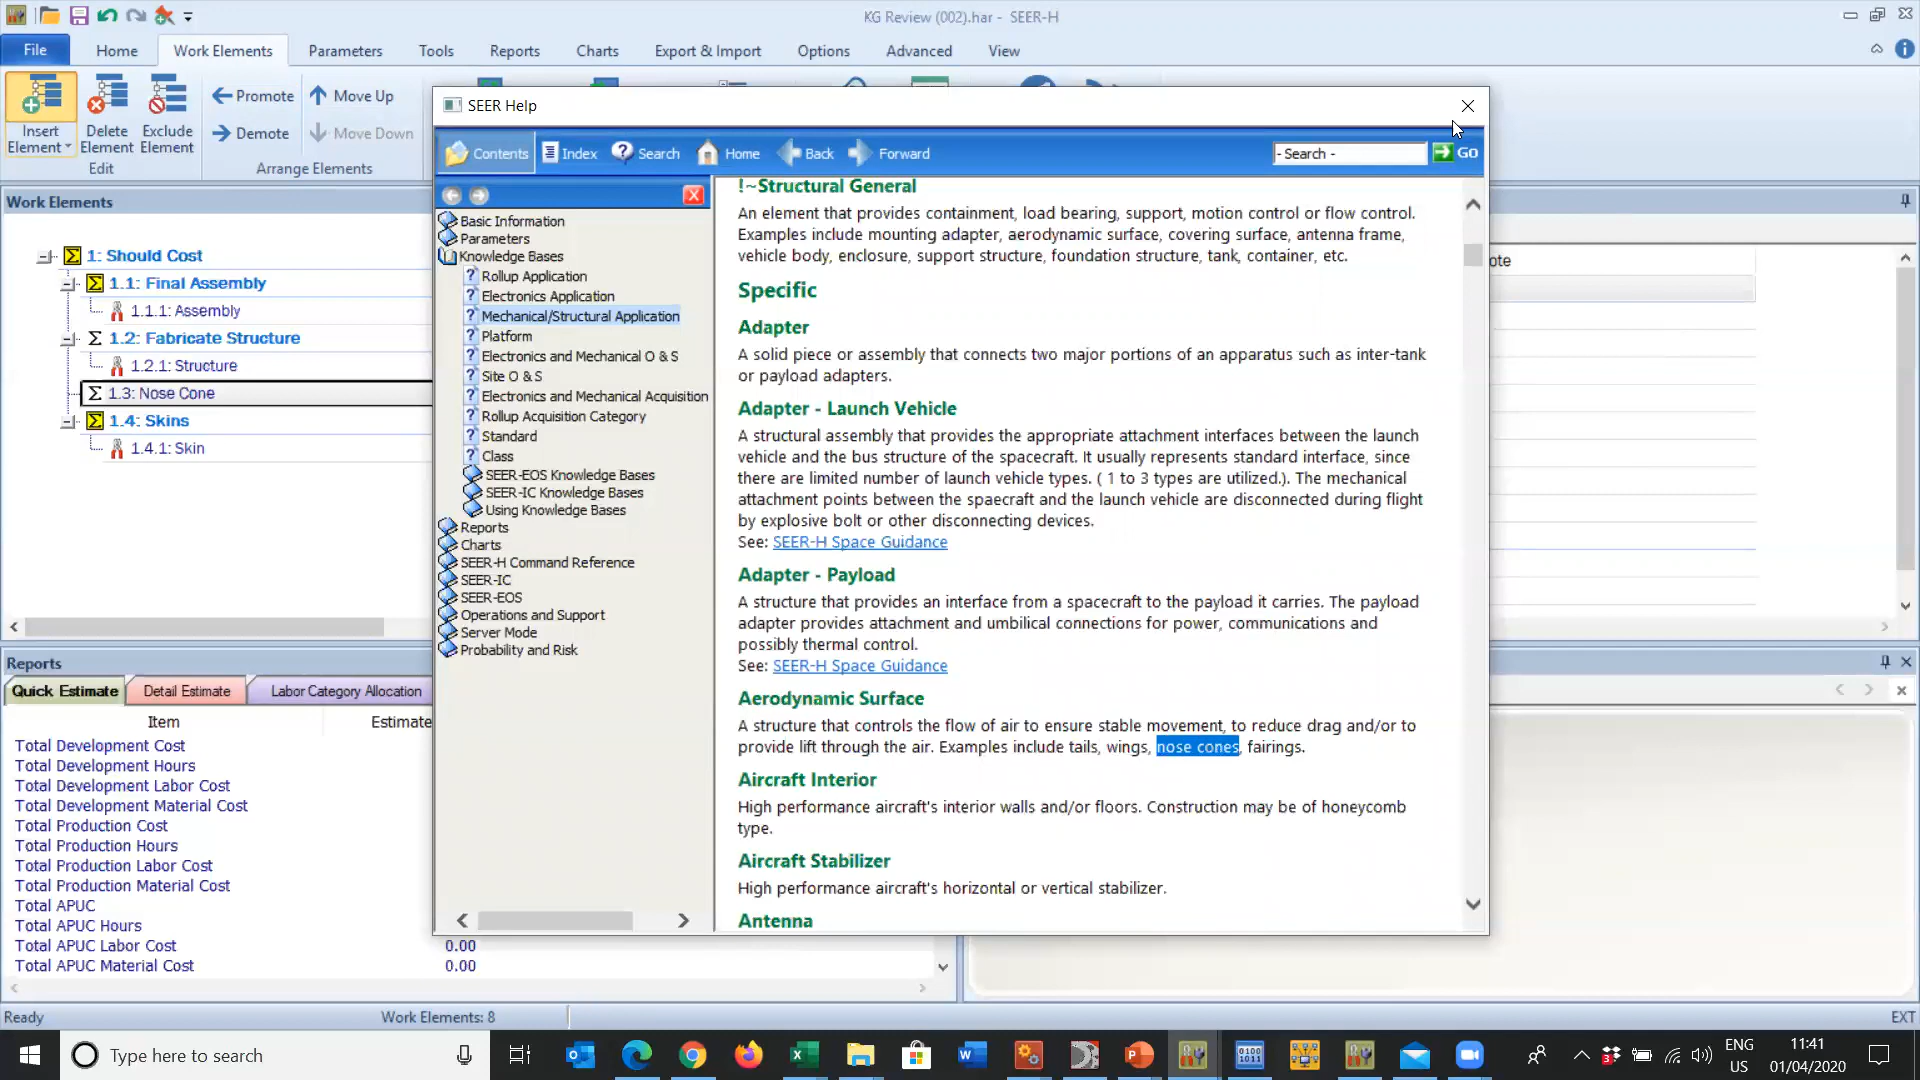 KG Review (002).har - SEER-H
File
Home
Work Elements
Parameters
Tools
Reports
Charts
Export & Import
Options
Advanced
View
Insert Element
Delete Element
Exclude Element
Promote
Demote
Move Up
Move Down
Edit
Arrange Elements
Work Elements
1: Should Cost
1.1: Final Assembly
1.1.1: Assembly
1.2: Fabricate Structure
1.2.1: Structure
1.3: Nose Cone
1.4: Skins
1.4.1: Skin
SEER Help
Contents
Index
Search
Home
Back
Forward
- Search -
GO
Basic Information
Parameters
Knowledge Bases
Rollup Application
Electronics Application
Mechanical/Structural Application
Platform
Electronics and Mechanical O & S
Site O & S
Electronics and Mechanical Acquisition
Rollup Acquisition Category
Standard
Class
SEER-EOS Knowledge Bases
SEER-IC Knowledge Bases
Using Knowledge Bases
Reports
Charts
SEER-H Command Reference
SEER-IC
SEER-EOS
Operations and Support
Server Mode
Probability and Risk
!~Structural General
An element that provides containment, load bearing, support, motion control or flow control.
Examples include mounting adapter, aerodynamic surface, covering surface, antenna frame,
vehicle body, enclosure, support structure, foundation structure, tank, container, etc.
Specific
Adapter
A solid piece or assembly that connects two major portions of an apparatus such as inter-tank
or payload adapters.
Adapter - Launch Vehicle
A structural assembly that provides the appropriate attachment interfaces between the launch
vehicle and the bus structure of the spacecraft. It usually represents standard interface, since
there are limited number of launch vehicle types. ( 1 to 3 types are utilized.). The mechanical
attachment points between the spaecraft and the launch vehicle are disconnected during flight
by explosive bolt or other disconnecting devices.
See: SEER-H Space Guidance
Adapter - Payload
A structure that provides an interface from a spacecraft to the payload it carries. The payload
adapter provides attachment and umbilical connections for power, communications and
possibly thermal control.
See: SEER-H Space Guidance
Aerodynamic Surface
A structure that controls the flow of air to ensure stable movement, to reduce drag and/or to
provide lift through the air. Examples include tails, wings, nose cones, fairings.
Aircraft Interior
High performance aircraft's interior walls and/or floors. Construction may be of honeycomb
type.
Aircraft Stabilizer
High performance aircraft's horizontal or vertical stabilizer.
Antenna
ote
Reports
Quick Estimate
Detail Estimate
Labor Category Allocation
Item
Estimate
Total Development Cost
Total Development Hours
Total Development Labor Cost
Total Development Material Cost
Total Production Cost
Total Production Hours
Total Production Labor Cost
Total Production Material Cost
Total APUC
Total APUC Hours
Total APUC Labor Cost 0.00
Total APUC Material Cost 0.00
Ready
Work Elements: 8
EXT
Type here to search
ENG
US
11:41
01/04/2020